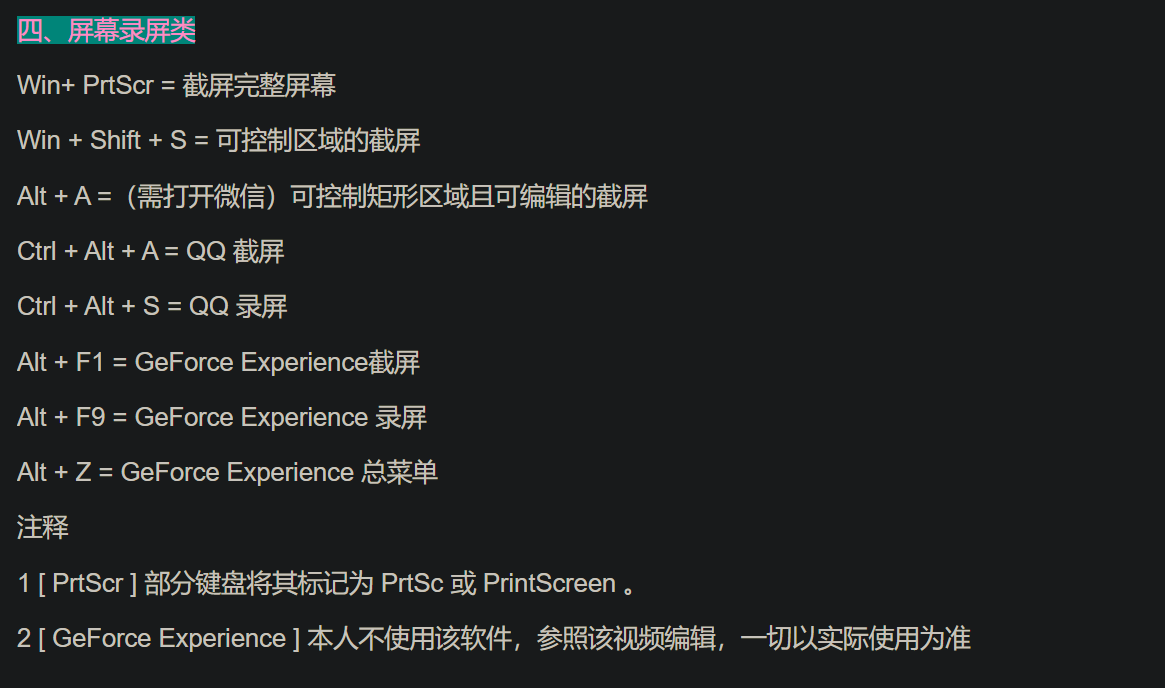 四、屏幕录屏类
Win+ PrtScr = 截屏完整屏幕
Win + Shift + S = 可控制区域的截屏
Alt + A =（需打开微信）可控制矩形区域且可编辑的截屏
Ctrl + Alt + A = QQ 截屏
Ctrl + Alt + S = QQ 录屏
Alt + F1 = GeForce Experience截屏
Alt + F9 = GeForce Experience 录屏
Alt + Z = GeForce Experience 总菜单
注释
1 [ PrtScr ] 部分键盘将其标记为 PrtSc 或 PrintScreen 。
2 [ GeForce Experience ] 本人不使用该软件，参照该视频编辑，一切以实际使用为准